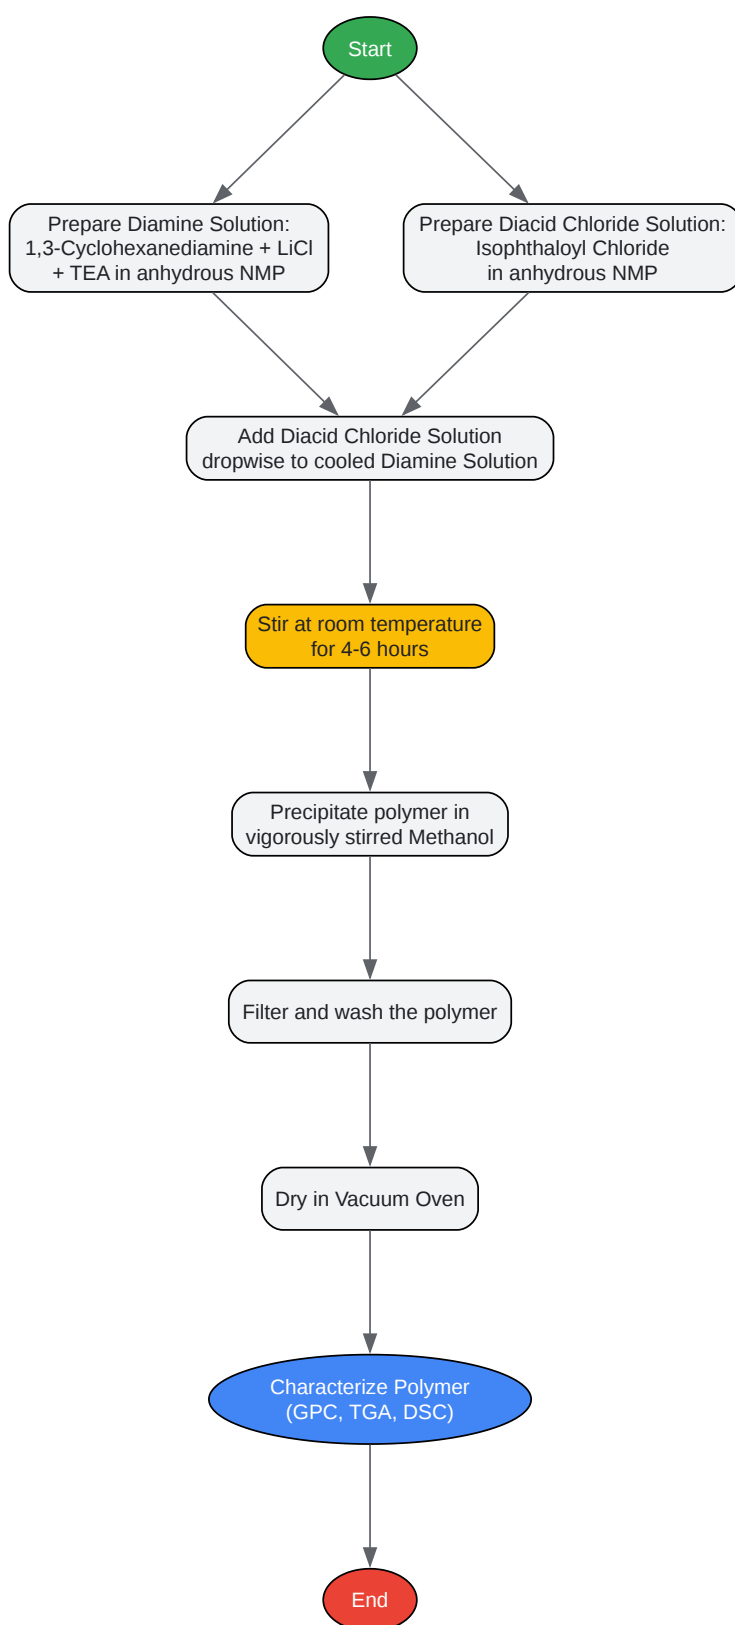 Start
Prepare Diamine Solution:
1,3-Cyclohexanediamine + LiCl
+ TEA in anhydrous NMP
Prepare Diacid Chloride Solution:
Isophthaloyl Chloride
in anhydrous NMP
Add Diacid Chloride Solution
dropwise to cooled Diamine Solution
Stir at room temperature
for 4-6 hours
Precipitate polymer in
vigorously stirred Methanol
Filter and wash the polymer
Dry in Vacuum Oven
Characterize Polymer
(GPC, TGA, DSC)
End